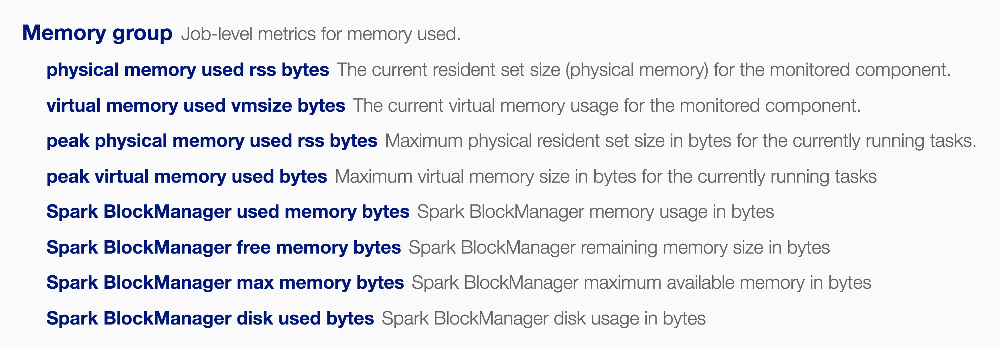 Memory group Job-level metrics for memory used.
physical memory used rss bytes The current resident set size (physical memory) for the monitored component.
virtual memory used vmsize bytes The current virtual memory usage for the monitored component.
peak physical memory used rss bytes Maximum physical resident set size in bytes for the currently running tasks.
peak virtual memory used bytes Maximum virtual memory size in bytes for the currently running tasks
Spark BlockManager used memory bytes Spark BlockManager memory usage in bytes
Spark BlockManager free memory bytes Spark BlockManager remaining memory size in bytes
Spark BlockManager max memory bytes Spark BlockManager maximum available memory in bytes
Spark BlockManager disk used bytes Spark BlockManager disk usage in bytes